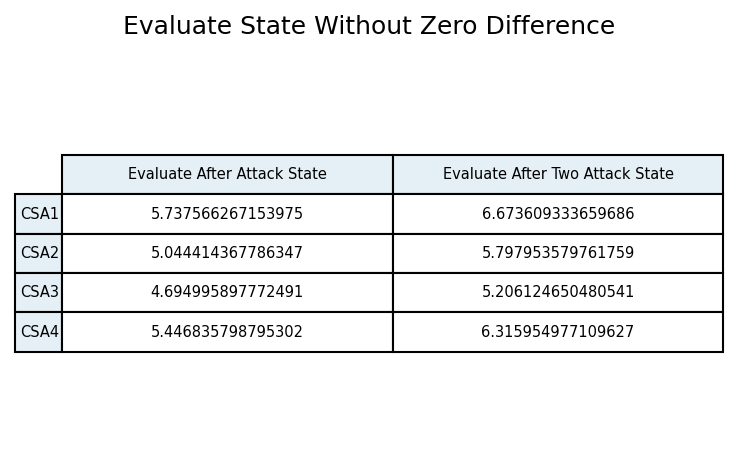 Evaluate State Without Zero Difference
Evaluate After Attack State Evaluate After Two Attack State
CSA1 5.737566267153975 6.673609333659686
CSA2 5.044414367786347 5.797953579761759
CSA3 4.694995897772491 5.206124650480541
CSA4 5.446835798795302 6.315954977109627